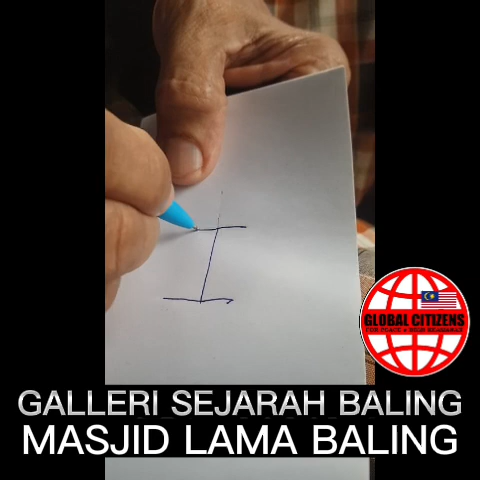 GLOBAL CITIZENS
GALLERI SEJARAH BALING
MASJID LAMA BALING